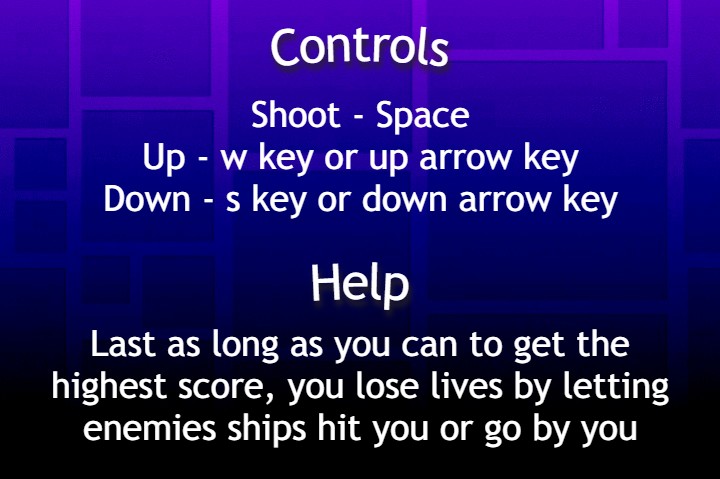 Controls
Shoot - Space
Up - w key or up arrow key
Down - s key or down arrow key
Help
Last as long as you can to get the
highest score, you lose lives by letting
enemies ships hit you or go by you